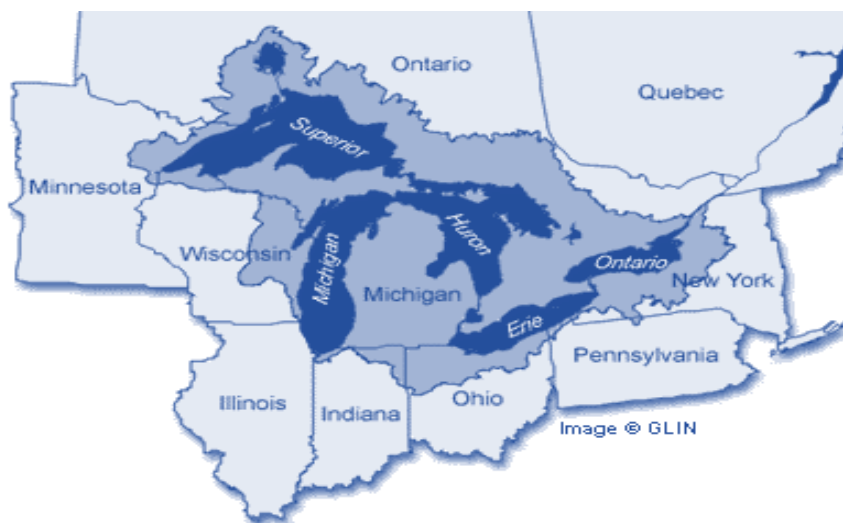 Ontario
Quebec
Superior
Minnesota
Huron
Wisconsin
Michigan
Ontario
Michigan
New York
Erie
Pennsylvania
Illinois
Indiana
Ohio
Image © GLIN